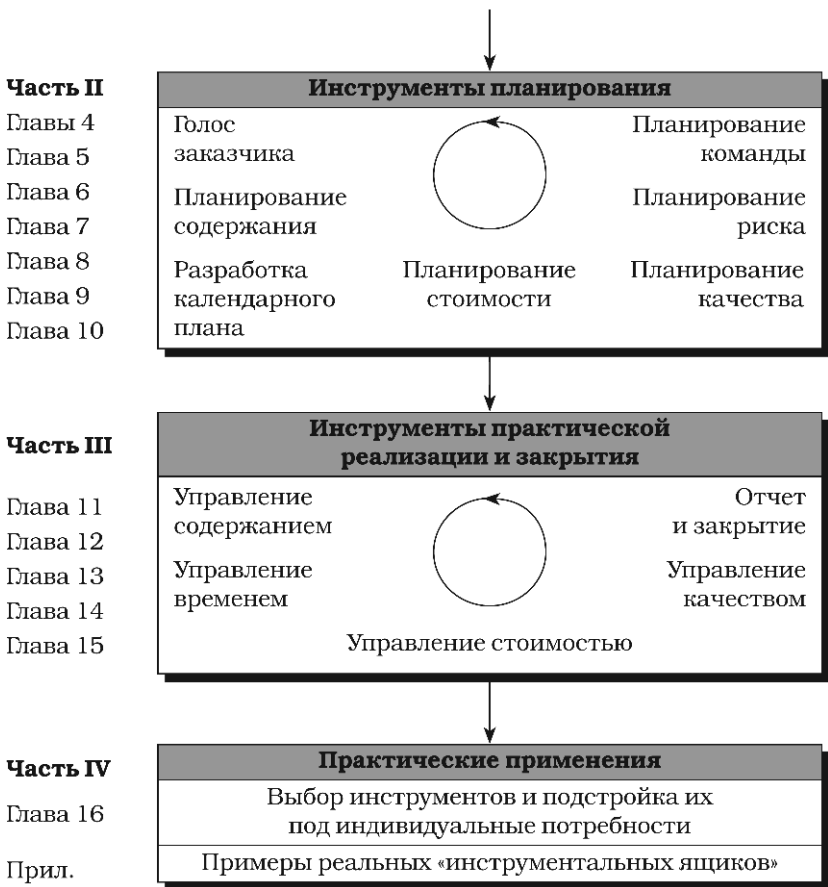 Часть II
Инструменты планирования
Главы 4
Глава 5
Глава 6
Глава 7
Глава 8
Глава 9
Глава 10
Голос
заказчика
Планирование
команды
Планирование
содержания
Планирование
риска
Разработка
календарного
плана
Планирование
стоимости
Планирование
качества
Часть III
Инструменты практической
реализации и закрытия
Глава 11
Глава 12
Глава 13
Глава 14
Глава 15
Управление
содержанием
Отчет
и закрытие
Управление
временем
Управление
качеством
Управление стоимостью
Часть IV
Практические применения
Глава 16
Выбор инструментов и подстройка их
под индивидуальные потребности
Прил.
Примеры реальных «инструментальных ящиков»